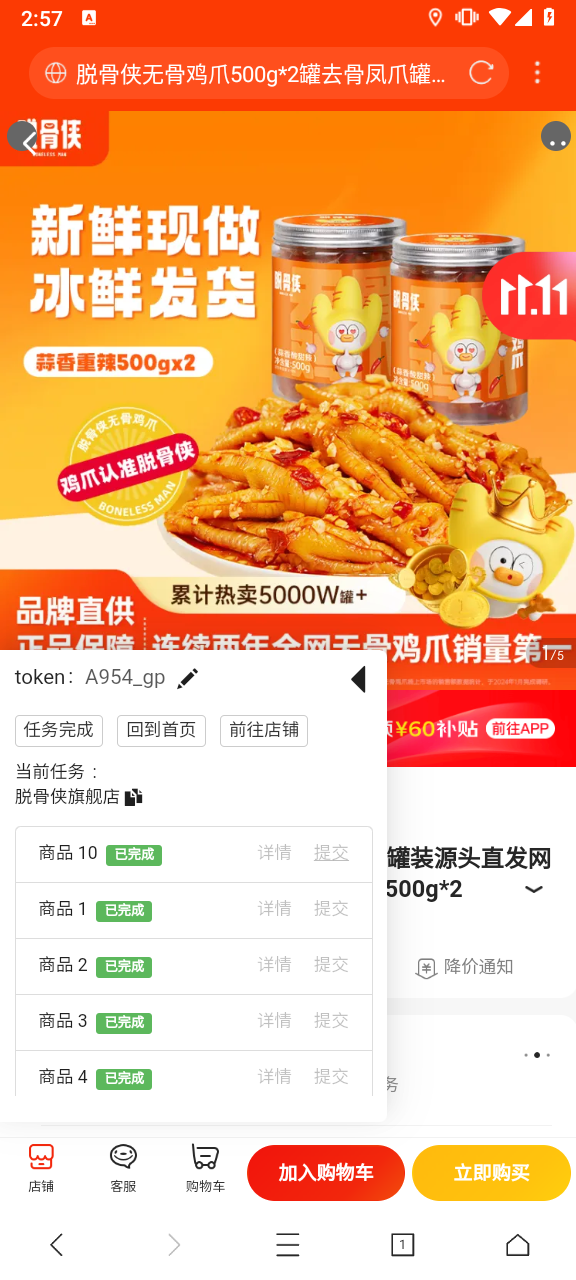 2:57
脱骨侠无骨鸡爪500g*2罐去骨凤爪罐...
脱骨侠
BONELESS MAN
新鲜现做
冰鲜发货
蒜香重辣500gx2
11.11
脱骨侠无骨鸡爪
鸡爪认准脱骨侠
BONELESS MAN
累计热卖5000W罐+
品牌直供
正品保障
连续两年全网无骨鸡爪销量第一
1/5
token: A954_gp
¥60补贴 前往APP
任务完成 回到首页 前往店铺
当前任务：
脱骨侠旗舰店
商品 10 已完成 详情 提交
罐装源头直发网
500g*2
商品 1 已完成 详情 提交
商品 2 已完成 详情 提交
降价通知
商品 3 已完成 详情 提交
商品 4 已完成 详情 提交
务
店铺 客服 购物车 加入购物车 立即购买
1